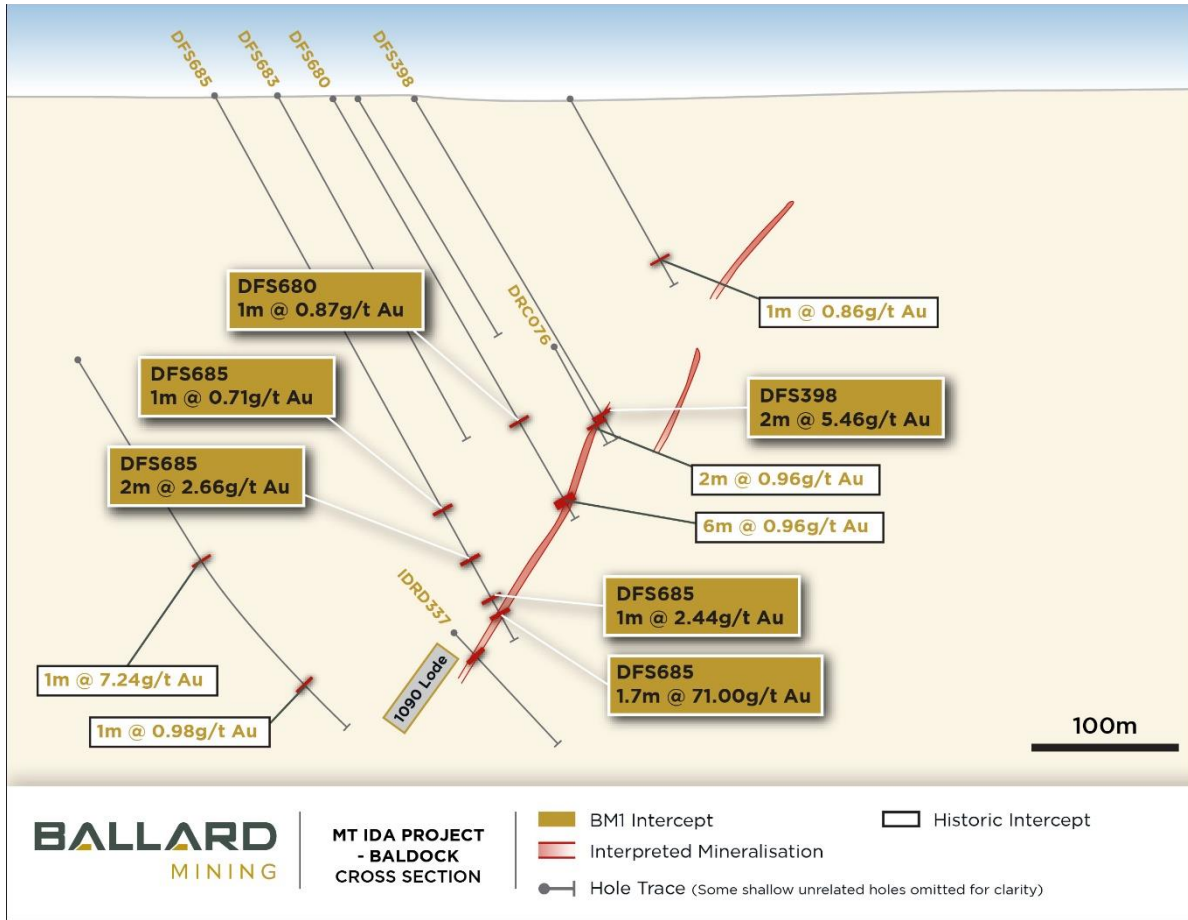 DFS685
DFS683
DFS680
DFS398
DFS680
1m @ 0.87g/t Au
DRC076
1m @ 0.86g/t Au
DFS685
1m @ 0.71g/t Au
DFS398
2m @ 5.46g/t Au
DFS685
2m @ 2.66g/t Au
2m @ 0.96g/t Au
6m @ 0.96g/t Au
IDRD337
DFS685
1m @ 2.44g/t Au
1m @ 7.24g/t Au
DFS685
1.7m @ 71.00g/t Au
1090 Lode
1m @ 0.98g/t Au
100m
BALLARD
MINING
MT IDA PROJECT
- BALDOCK
CROSS SECTION
BM1 Intercept
Historic Intercept
Interpreted Mineralisation
Hole Trace (Some shallow unrelated holes omitted for clarity)